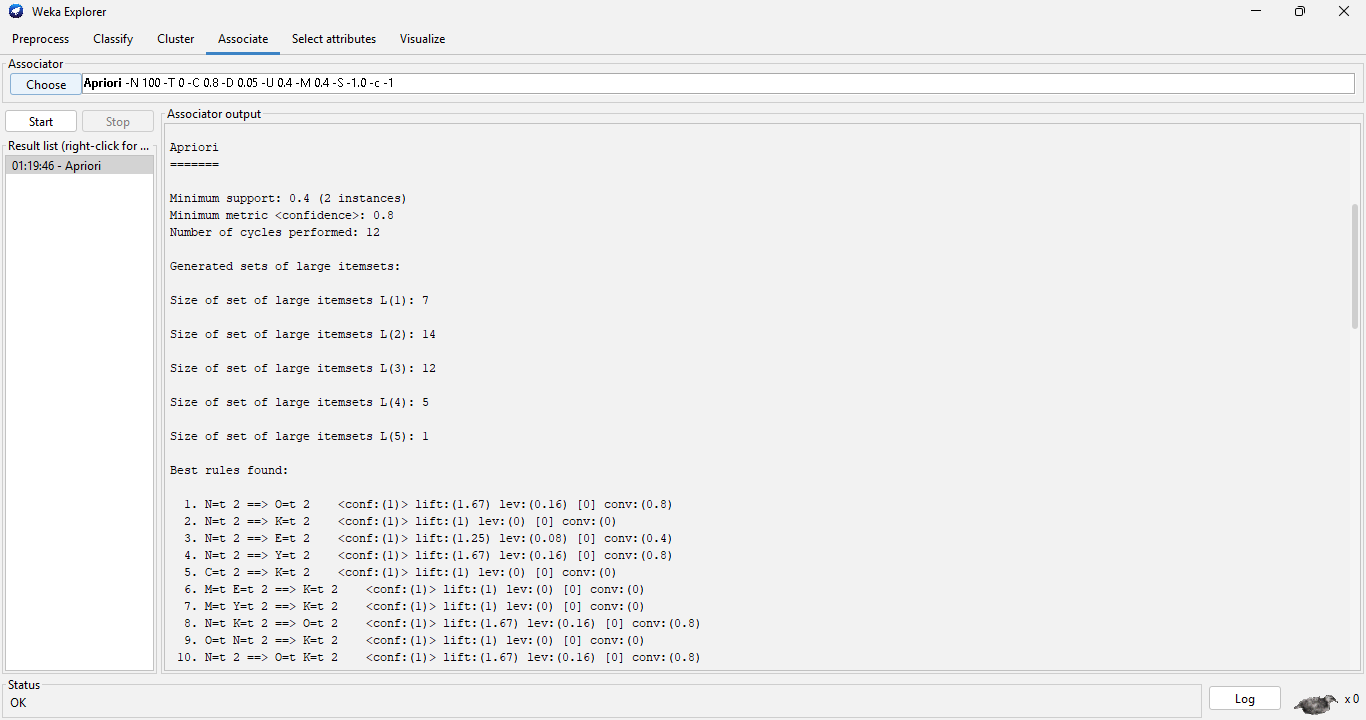 Weka Explorer
Preprocess Classify Cluster Associate Select attributes Visualize
Associator
Choose Apriori -N 100 -T 0 -C 0.8 -D 0.05 -U 0.4 -M 0.4 -S -1.0 -c -1
Start Stop
Result list (right-click for ...
01:19:46 - Apriori
Associator output
Apriori
=======
Minimum support: 0.4 (2 instances)
Minimum metric <confidence>: 0.8
Number of cycles performed: 12
Generated sets of large itemsets:
Size of set of large itemsets L(1): 7
Size of set of large itemsets L(2): 14
Size of set of large itemsets L(3): 12
Size of set of large itemsets L(4): 5
Size of set of large itemsets L(5): 1
Best rules found:
1. N=t 2 ==> O=t 2 <conf:(1)> lift:(1.67) lev:(0.16) [0] conv:(0.8)
2. N=t 2 ==> K=t 2 <conf:(1)> lift:(1) lev:(0) [0] conv:(0)
3. N=t 2 ==> E=t 2 <conf:(1)> lift:(1.25) lev:(0.08) [0] conv:(0.4)
4. N=t 2 ==> Y=t 2 <conf:(1)> lift:(1.67) lev:(0.16) [0] conv:(0.8)
5. C=t 2 ==> K=t 2 <conf:(1)> lift:(1) lev:(0) [0] conv:(0)
6. M=t E=t 2 ==> K=t 2 <conf:(1)> lift:(1) lev:(0) [0] conv:(0)
7. M=t Y=t 2 ==> K=t 2 <conf:(1)> lift:(1) lev:(0) [0] conv:(0)
8. N=t K=t 2 ==> O=t 2 <conf:(1)> lift:(1.67) lev:(0.16) [0] conv:(0.8)
9. O=t N=t 2 ==> K=t 2 <conf:(1)> lift:(1) lev:(0) [0] conv:(0)
10. N=t 2 ==> O=t K=t 2 <conf:(1)> lift:(1.67) lev:(0.16) [0] conv:(0.8)
Status
OK
Log
x 0